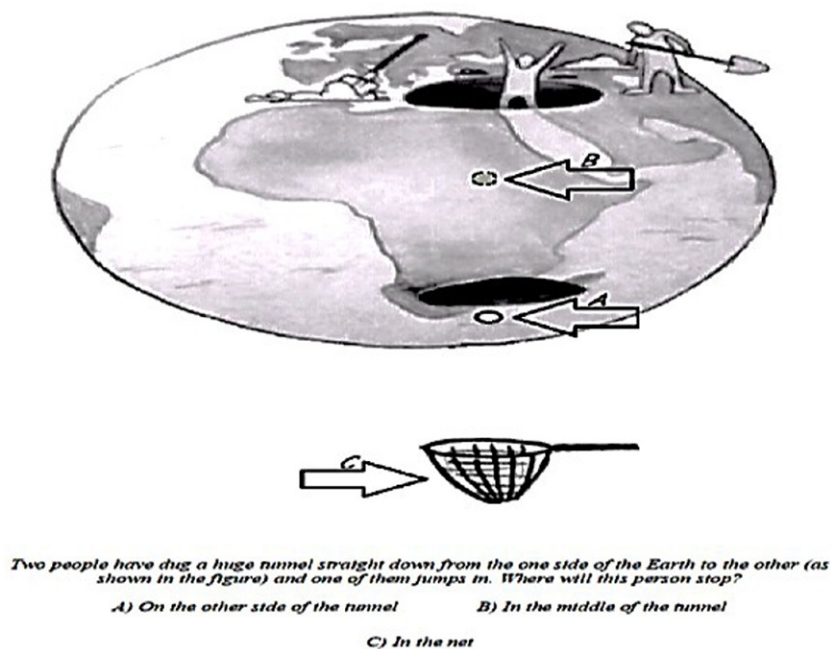 B
A
C
Two people have dug a huge tunnel straight down from the one side of the Earth to the other (as
shown in the figure) and one of them jumps in. Where will this person stop?
A) On the other side of the tunnel B) In the middle of the tunnel
C) In the net